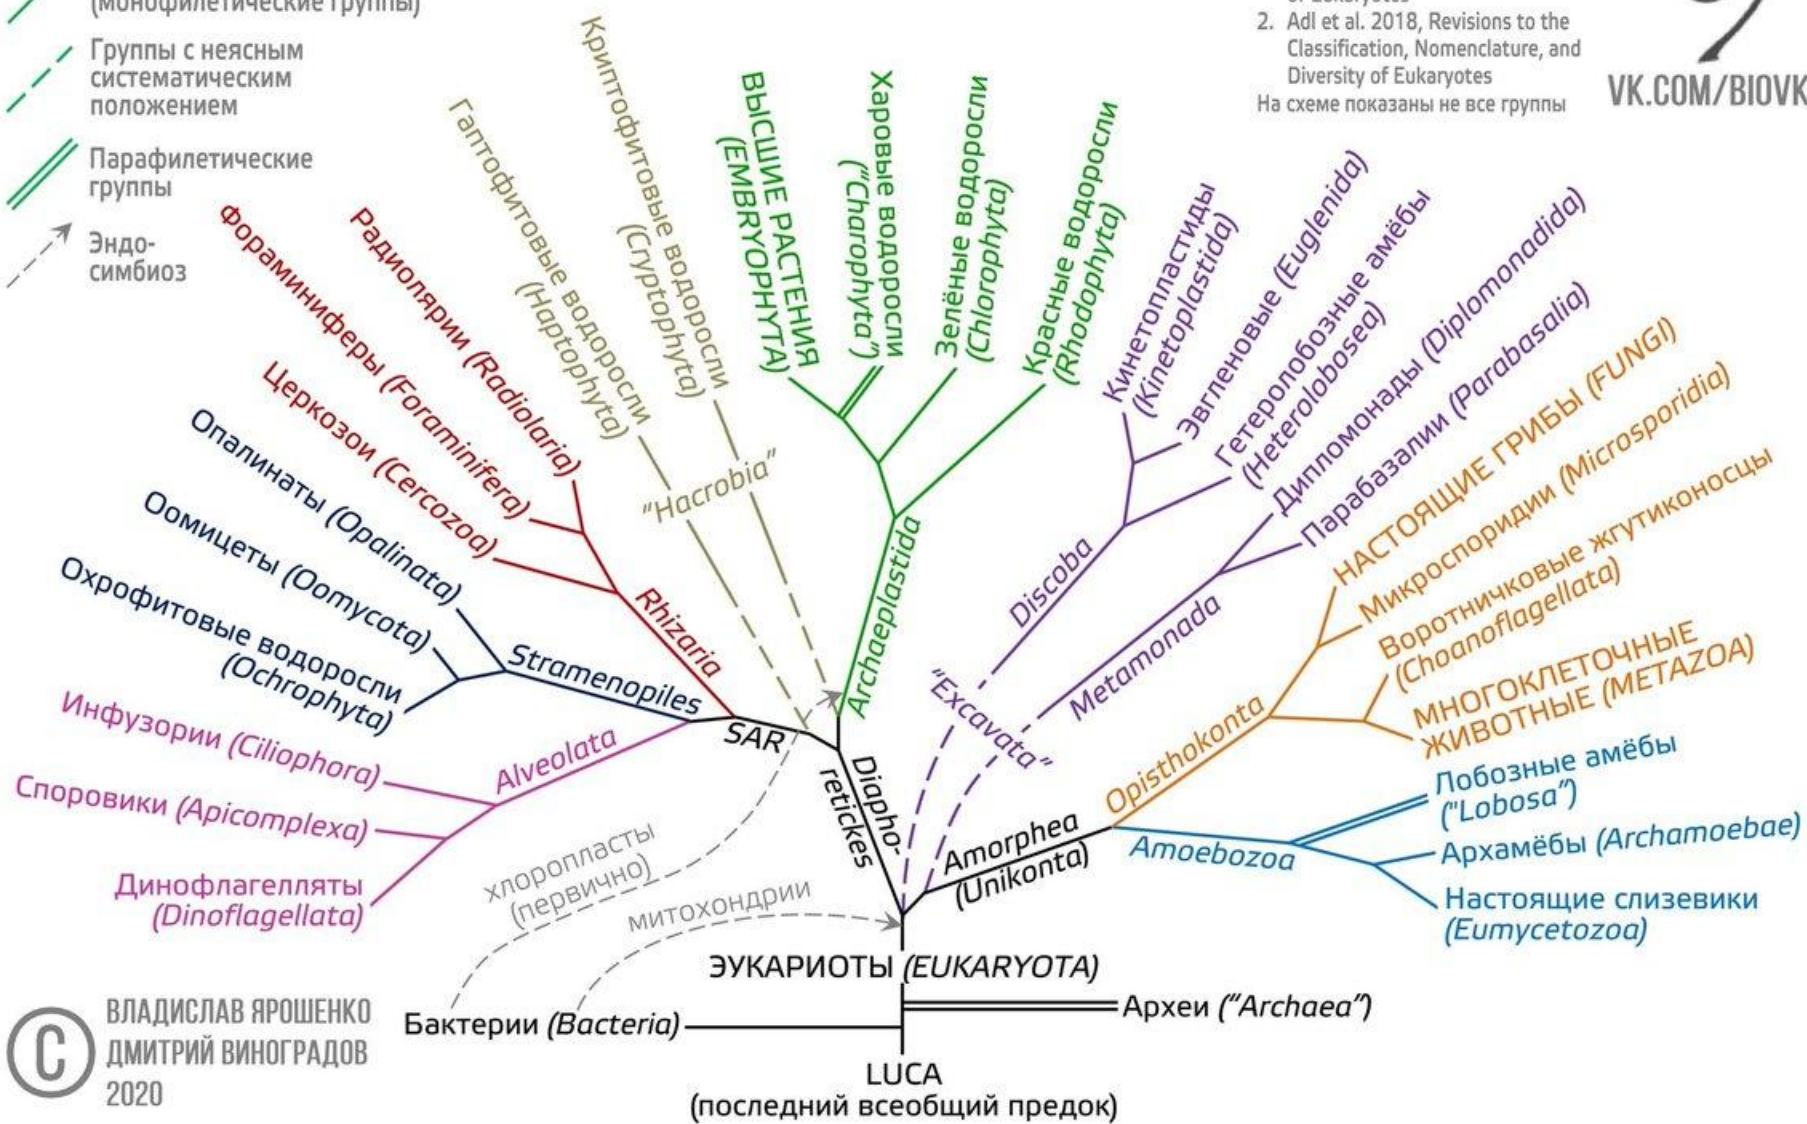 (монофилетические группы)
Группы с неясным
систематическим
положением
Парафилетические
группы
Эндо-
симбиоз
2. Adl et al. 2018, Revisions to the
Classification, Nomenclature, and
Diversity of Eukaryotes
На схеме показаны не все группы
VK.COM/BIOVK
Динофлагелляты
(Dinoflagellata)
Споровики (Apicomplexa)
Инфузории (Ciliophora)
Alveolata
Охрофитовые водоросли
(Ochrophyta)
Оомицеты (Oomycota)
Опалинаты (Opalinata)
Stramenopiles
Церкозои (Cercozoa)
Фораминиферы (Foraminifera)
Радиолярии (Radiolaria)
Rhizaria
SAR
Гаптофитовые водоросли
(Haptophyta)
Криптофитовые водоросли
(Cryptophyta)
“Hacrobia”
ВЫСШИЕ РАСТЕНИЯ
(EMBRYOPHYTA)
Харовые водоросли
(“Charophyta”)
Зелёные водоросли
(Chlorophyta)
Красные водоросли
(Rhodophyta)
Archaeplastida
Diapho-
retickes
Кинетопластиды
(Kinetoplastida)
Эвгленовые (Euglenida)
Гетеролобозные амёбы
(Heterolobosea)
Discoba
Дипломонады (Diplomonadida)
Парабазалии (Parabasalia)
Metamonada
“Excavata”
НАСТОЯЩИЕ ГРИБЫ (FUNGI)
Микроспоридии (Microsporidia)
Воротничковые жгутиконосцы
(Choanoflagellata)
МНОГОКЛЕТОЧНЫЕ
ЖИВОТНЫЕ (METAZOA)
Opisthokonta
Лобозные амёбы
("Lobosa”)
Архамёбы (Archamoebae)
Настоящие слизевики
(Eumycetozoa)
Amoebozoa
Amorphea
(Unikonta)
хлоропласты
(первично)
митохондрии
ЭУКАРИОТЫ (EUKARYOTA)
Археи (“Archaea”)
Бактерии (Bacteria)
LUCA
(последний всеобщий предок)
© ВЛАДИСЛАВ ЯРОШЕНКО
ДМИТРИЙ ВИНОГРАДОВ
2020